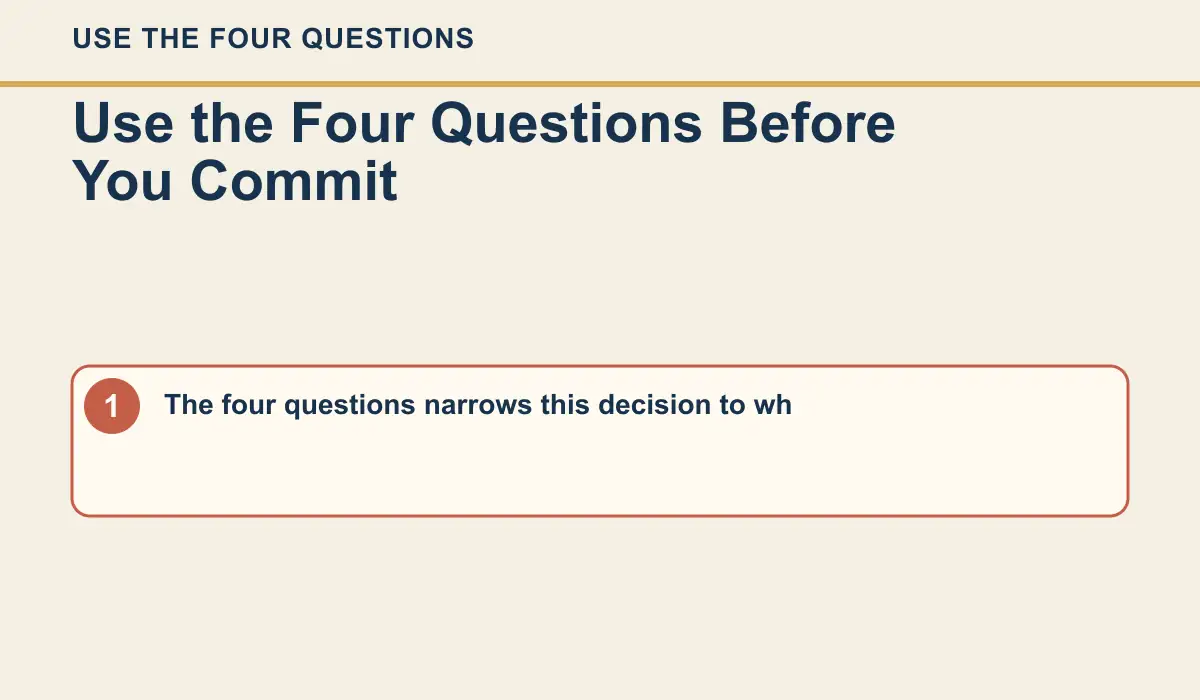 USE THE FOUR QUESTIONS
Use the Four Questions Before
You Commit
1
The four questions narrows this decision to wh